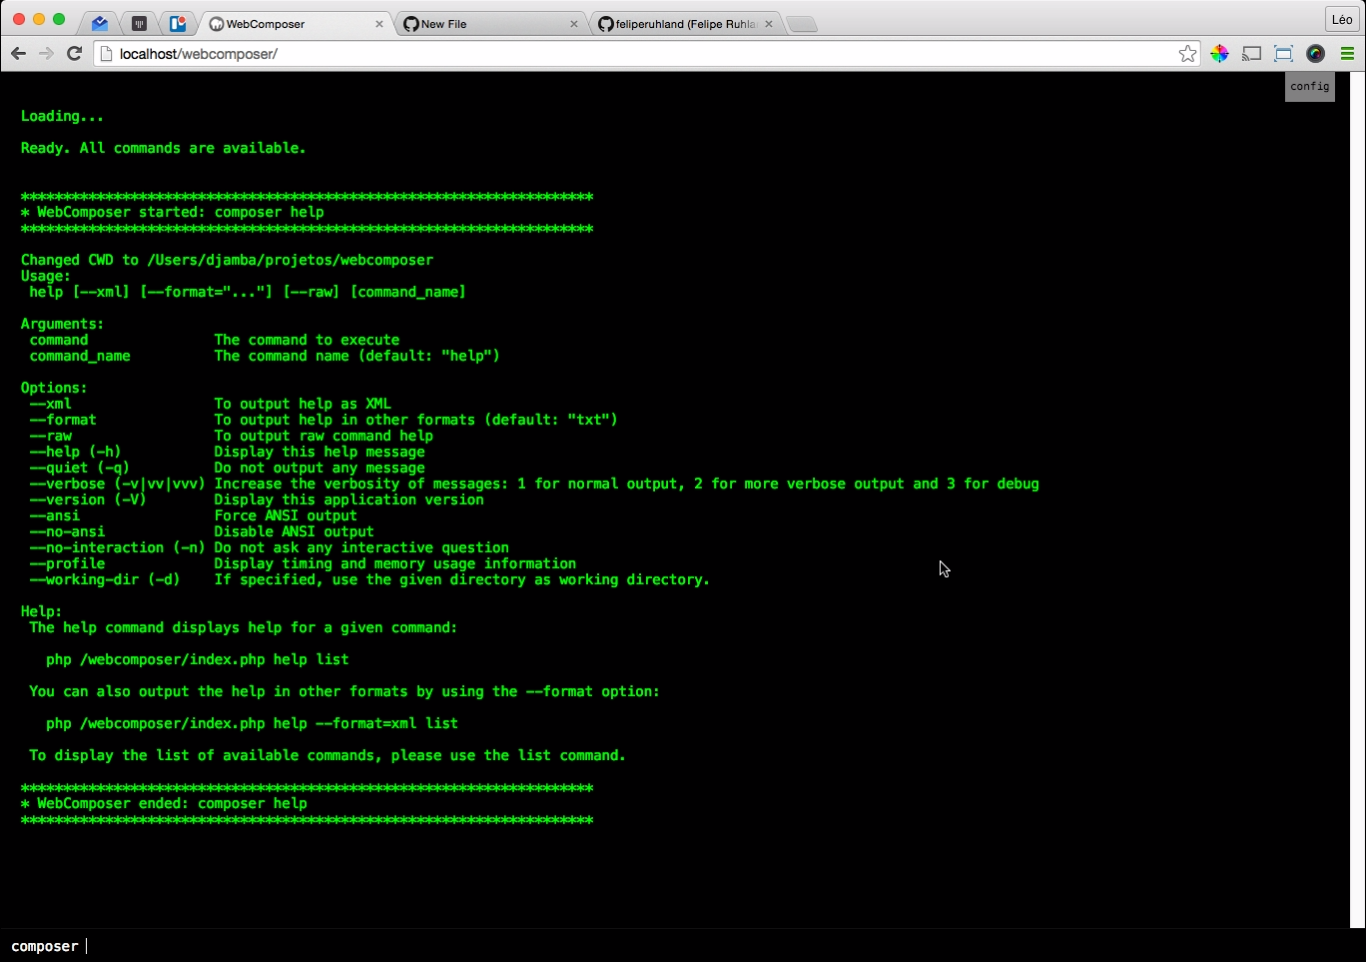 WebComposer
New File
feliperuhland (Felipe Ruhla
Léo
localhost/webcomposer/
config
Loading...
Ready. All commands are available.
********************************************************************
* WebComposer started: composer help
********************************************************************
Changed CWD to /Users/djamba/projetos/webcomposer
Usage:
help [--xml] [--format="..."] [--raw] [command_name]
Arguments:
command The command to execute
command_name The command name (default: "help")
Options:
--xml To output help as XML
--format To output help in other formats (default: "txt")
--raw To output raw command help
--help (-h) Display this help message
--quiet (-q) Do not output any message
--verbose (-v|vv|vvv) Increase the verbosity of messages: 1 for normal output, 2 for more verbose output and 3 for debug
--version (-V) Display this application version
--ansi Force ANSI output
--no-ansi Disable ANSI output
--no-interaction (-n) Do not ask any interactive question
--profile Display timing and memory usage information
--working-dir (-d) If specified, use the given directory as working directory.
Help:
The help command displays help for a given command:
php /webcomposer/index.php help list
You can also output the help in other formats by using the --format option:
php /webcomposer/index.php help --format=xml list
To display the list of available commands, please use the list command.
********************************************************************
* WebComposer ended: composer help
********************************************************************
composer